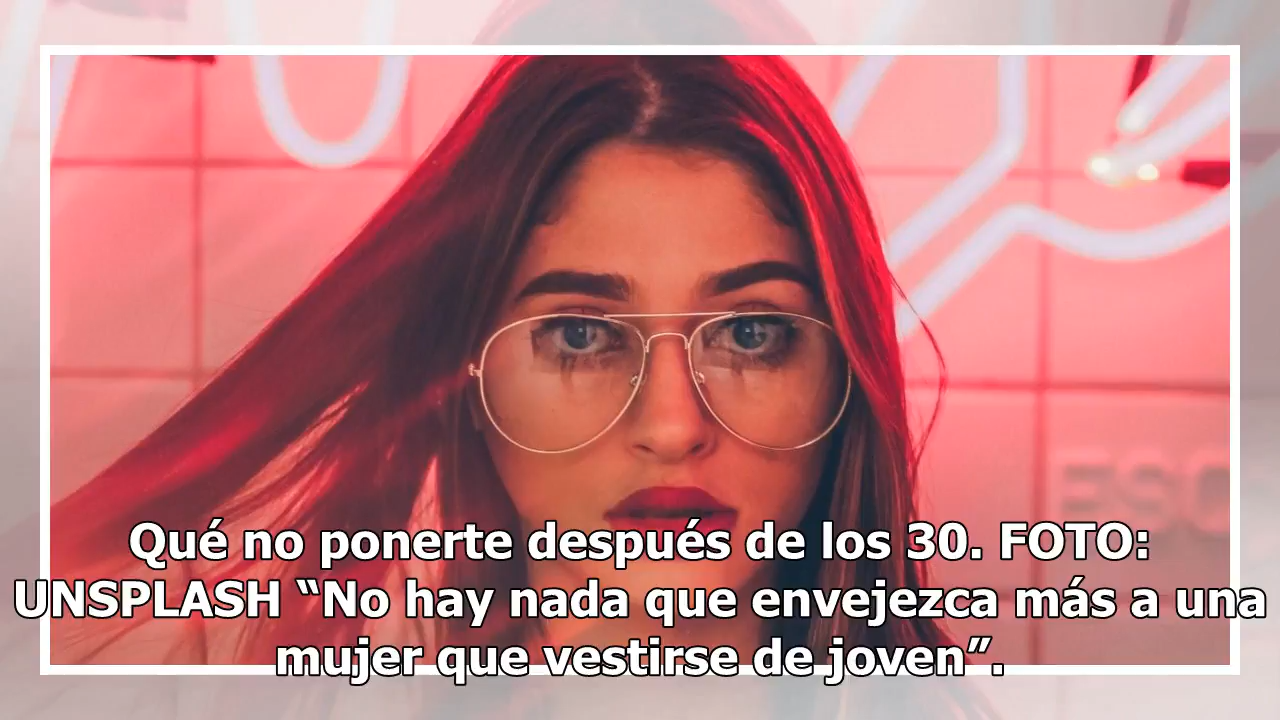 ESC
Qué no ponerte después de los 30. FOTO:
UNSPLASH “No hay nada que envejezca más a una
mujer que vestirse de joven”.